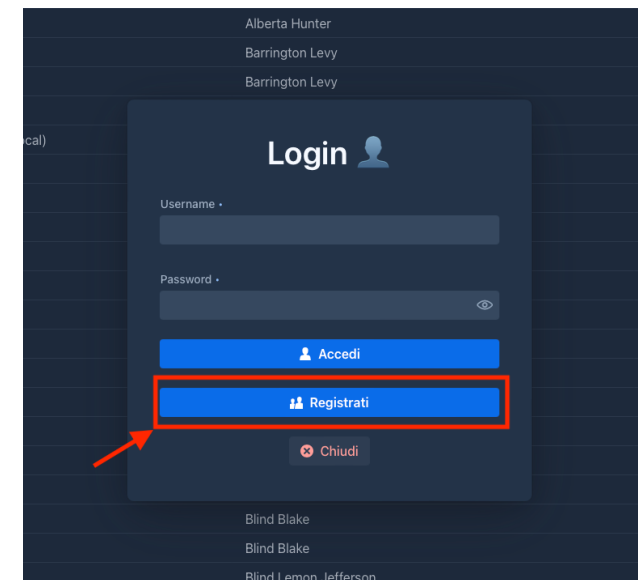 Alberta Hunter
Barrington Levy
Barrington Levy
ocal)
Login
Username •
Password •
Accedi
Registrati
Chiudi
Blind Blake
Blind Blake
Blind Lemon Jefferson